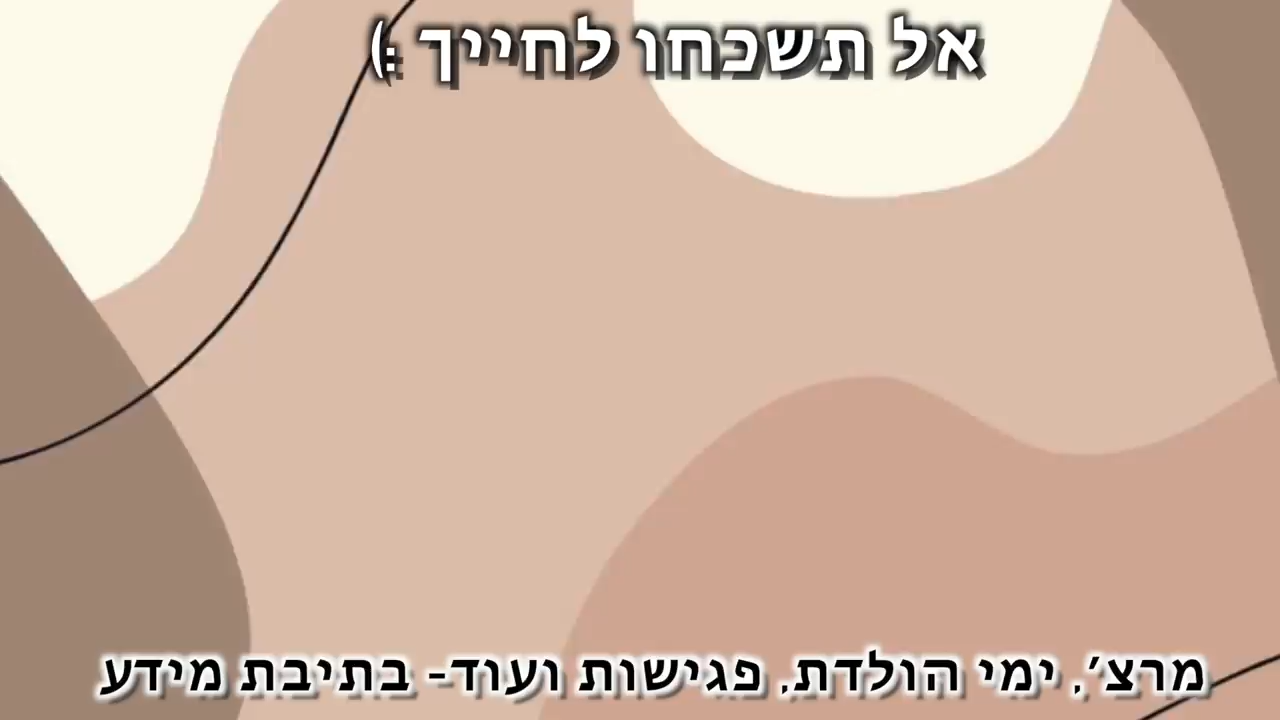 אל תשכחו לחייך :)
מרצ', ימי הולדת, פגישות ועוד- בתיבת מידע